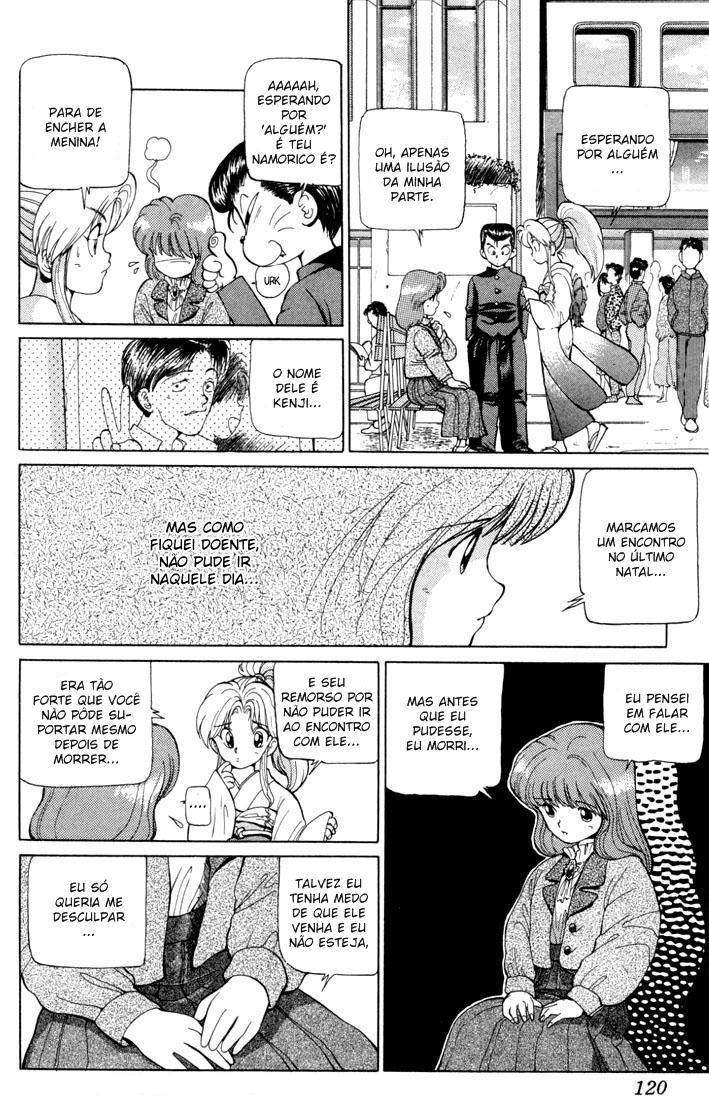 ESPERANDO
POR ALGUÉM
...
OH, APENAS
UMA ILUSÃO
DA MINHA
PARTE.
AAAAAH,
ESPERANDO
POR
'ALGUÉM?'
É TEU
NAMORICO É?
URK
PARA DE
ENCHER A
MENINA!
O NOME
DELE É
KENJI...
MARCAMOS
UM ENCONTRO
NO ÚLTIMO
NATAL...
MAS COMO
FIQUEI DOENTE,
NÃO PUDE IR
NAQUELE DIA...
EU PENSEI
EM FALAR
COM ELE...
MAS ANTES
QUE EU
PUDESSE,
EU MORRI...
E SEU
REMORSO POR
NÃO PUDER IR
AO ENCONTRO
COM ELE...
....
ERA TÃO
FORTE QUE VOCÊ
NÃO PÔDE SU-
PORTAR MESMO
DEPOIS DE
MORRER...
TALVEZ EU
TENHA MEDO
DE QUE ELE
VENHA E EU
NÃO ESTEJA,
EU SÓ
QUERIA ME
DESCULPAR
...
120